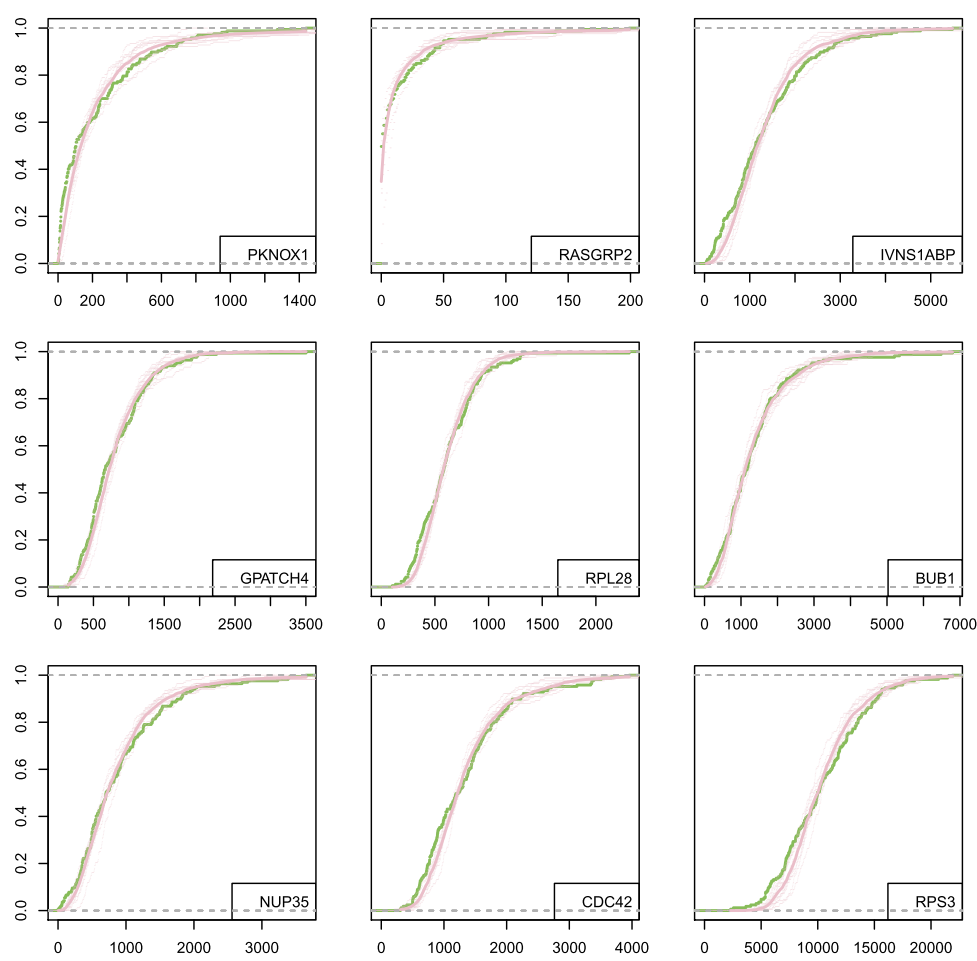 0.0 0.2 0.4 0.6 0.8 1.0
PKNOX1
0 200 600 1000 1400
RASGRP2
0 50 100 150 200
IVNS1ABP
0 1000 3000 5000
0.0 0.2 0.4 0.6 0.8 1.0
GPATCH4
0 500 1500 2500 3500
RPL28
0 500 1000 2000
BUB1
0 1000 3000 5000 7000
0.0 0.2 0.4 0.6 0.8 1.0
NUP35
0 1000 2000 3000
CDC42
0 1000 2000 3000 4000
RPS3
0 5000 10000 20000